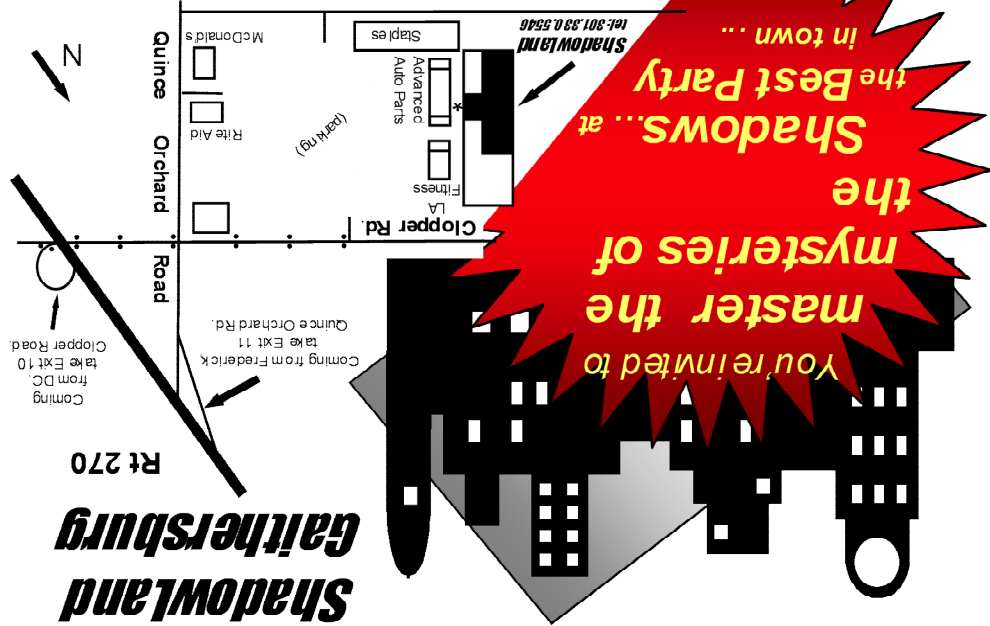 ShadowLand
Gaithersburg
Rt 270
You're invited to
master the
mysteries of
the
Shadows... at
the Best Party
in town ...
Coming from Frederick
take Exit 11
Quince Orchard Rd.
Coming
from DC.
take Exit 10
Clopper Road.
Clopper Rd.
Quince Orchard Road
LA
Fitness
(parking)
*
Advanced
Auto Parts
Rite Aid
McDonald's
Staples
ShadowLand
tel: 301.33 0.5546
N